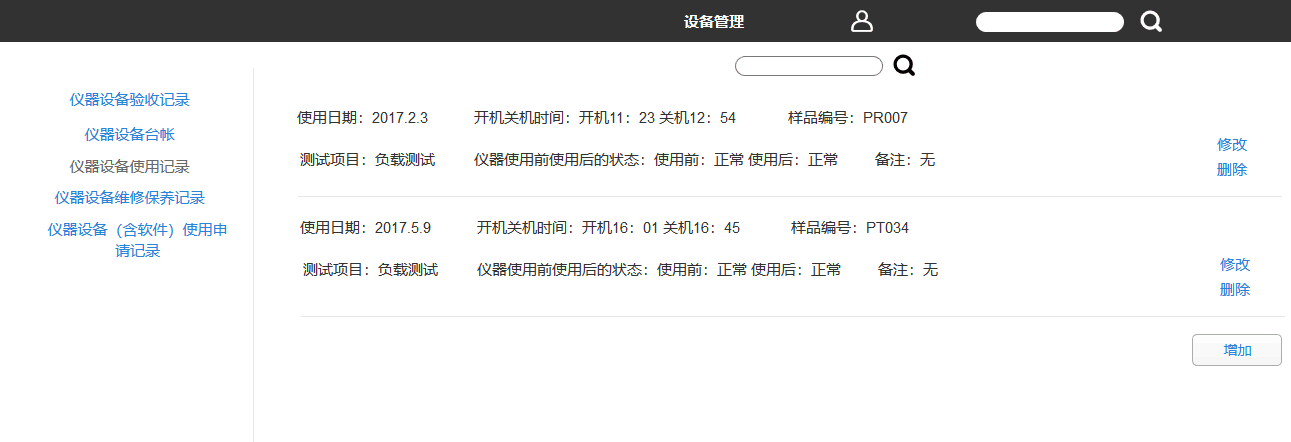 设备管理
仪器设备验收记录
仪器设备台帐
仪器设备使用记录
仪器设备维修保养记录
仪器设备（含软件）使用申
请记录
使用日期：2017.2.3 开机关机时间：开机11：23 关机12：54 样品编号：PR007
测试项目：负载测试 仪器使用前使用后的状态：使用前：正常 使用后：正常 备注：无
修改
删除
使用日期：2017.5.9 开机关机时间：开机16：01 关机16：45 样品编号：PT034
测试项目：负载测试 仪器使用前使用后的状态：使用前：正常 使用后：正常 备注：无
修改
删除
增加